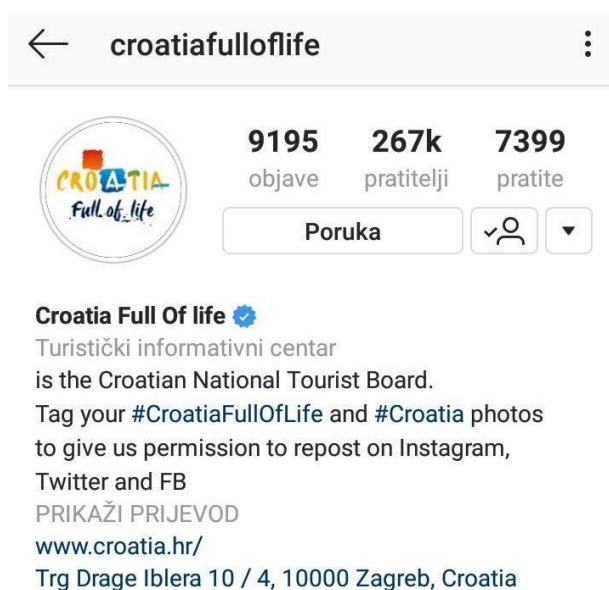 croatiafulloflife
CROATIA
Full of life
9195 267k 7399
objave pratitelji pratite
Poruka
Croatia Full Of life
Turistički informativni centar
is the Croatian National Tourist Board.
Tag your #CroatiaFullOfLife and #Croatia photos
to give us permission to repost on Instagram,
Twitter and FB
PRIKAŽI PRIJEVOD
www.croatia.hr/
Trg Drage Iblera 10 / 4, 10000 Zagreb, Croatia